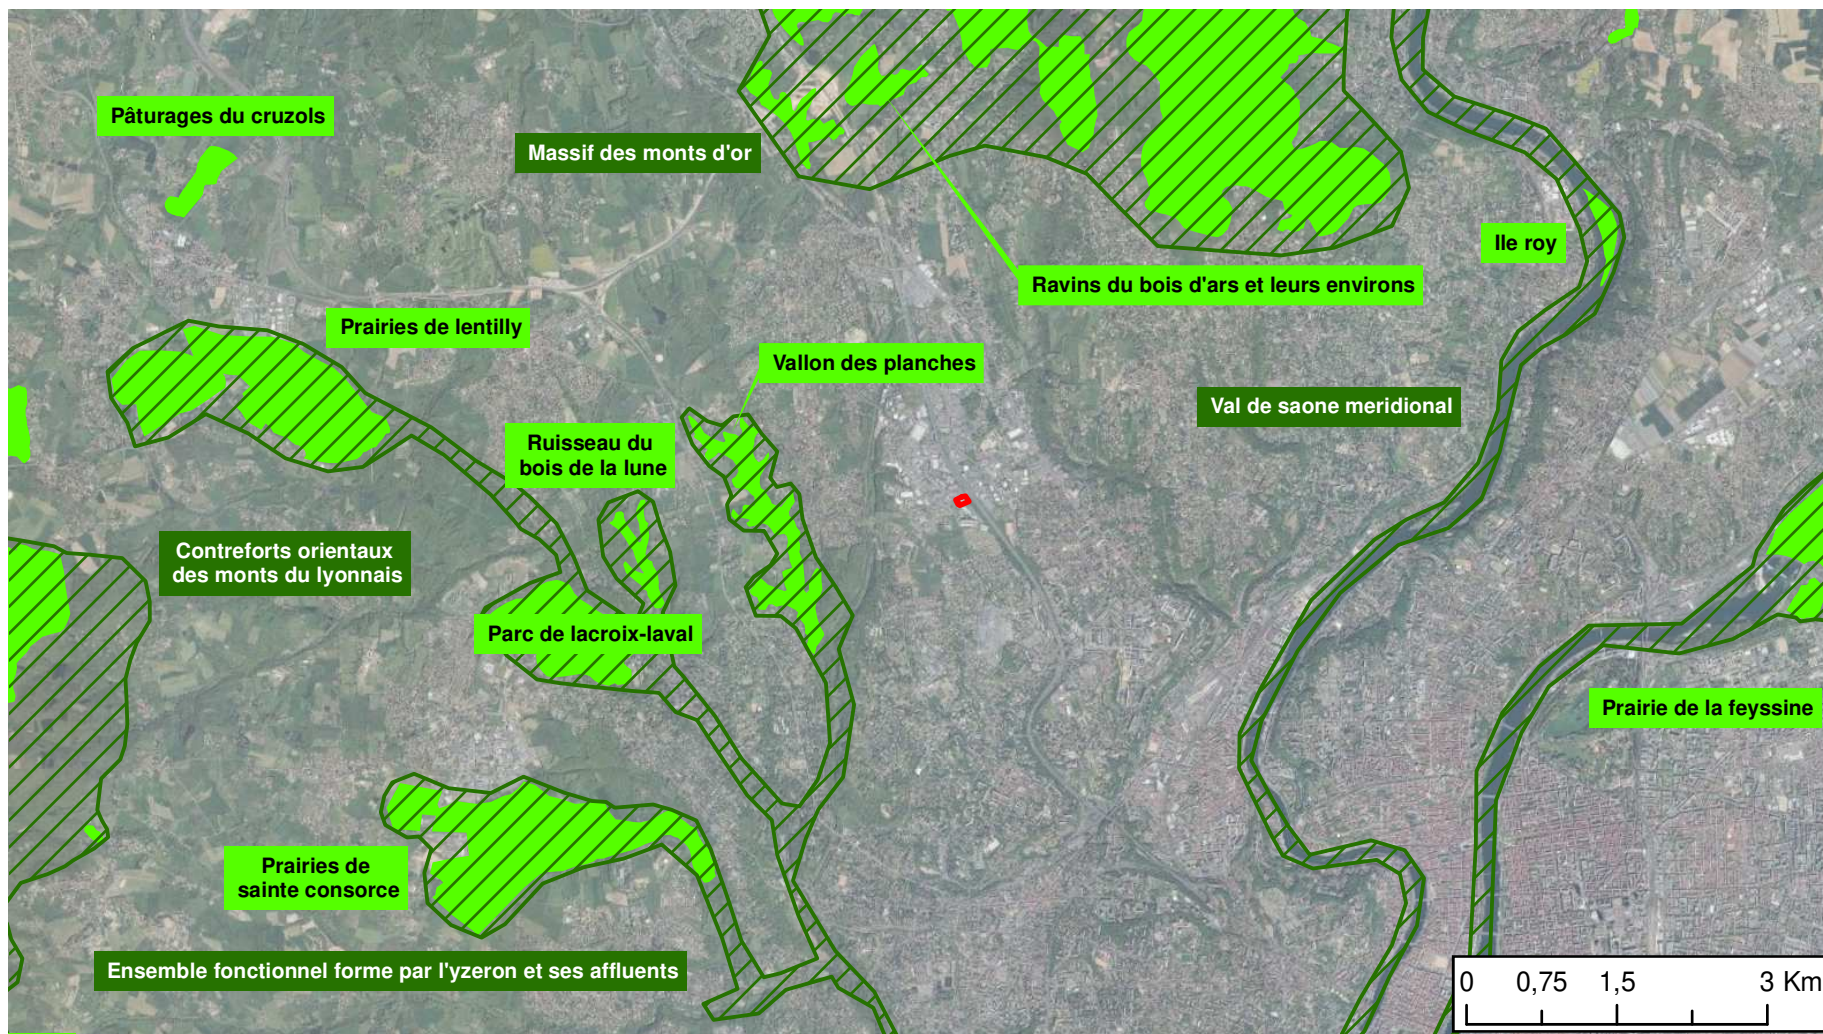 Pâturages du cruzols
Massif des monts d'or
Ile roy
Ravins du bois d'ars et leurs environs
Prairies de lentilly
Vallon des planches
Val de saone meridional
Ruisseau du
bois de la lune
Contreforts orientaux
des monts du lyonnais
Parc de lacroix-laval
Prairie de la feyssine
Prairies de
sainte consorce
Ensemble fonctionnel forme par l'yzeron et ses affluents
0 0,75 1,5 3 Km